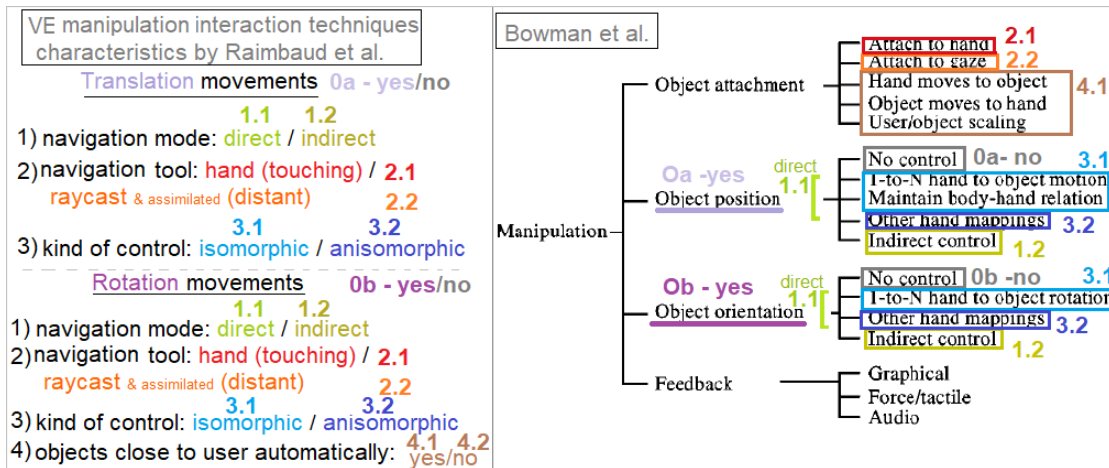 VE manipulation interaction techniques
characteristics by Raimbaud et al.
Translation movements 0a - yes/no
1.1 1.2
1) navigation mode: direct / indirect
2) navigation tool: hand (touching) / 2.1
raycast & assimilated (distant) 2.2
3.1 3.2
3) kind of control: isomorphic / anisomorphic
Rotation movements 0b - yes/no
1.1 1.2
1) navigation mode: direct / indirect
2) navigation tool: hand (touching) / 2.1
raycast & assimilated (distant) 2.2
3.1 3.2
3) kind of control: isomorphic / anisomorphic
4) objects close to user automatically: 4.1 4.2
yes/no
Bowman et al.
Manipulation
Object attachment
Attach to hand 2.1
Attach to gaze 2.2
Hand moves to object
Object moves to hand
User/object scaling
4.1
Oa -yes
Object position
direct
1.1
No control 0a- no
3.1
1-to-N hand to object motion
Maintain body-hand relation
Other hand mappings 3.2
Indirect control 1.2
Ob - yes
Object orientation
direct
1.1
No control 0b -no
3.1
1-to-N hand to object rotation
Other hand mappings 3.2
Indirect control 1.2
Feedback
Graphical
Force/tactile
Audio